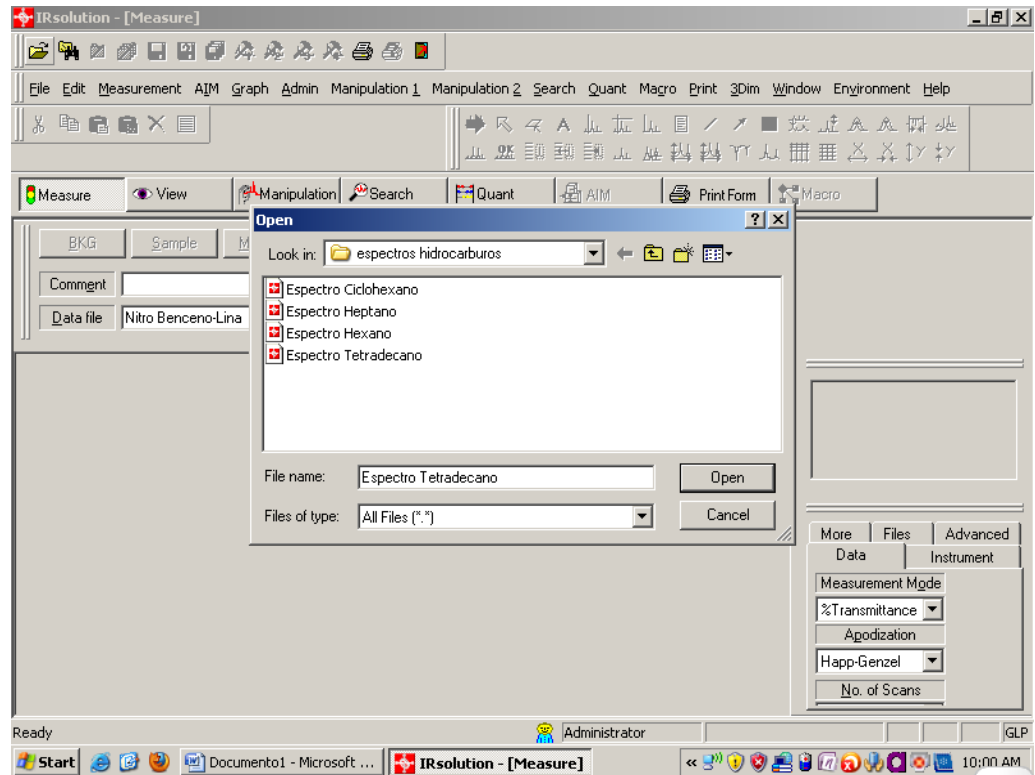 IRsolution - [Measure]
File Edit Measurement AIM Graph Admin Manipulation 1 Manipulation 2 Search Quant Macro Print 3Dim Window Environment Help
Measure View Manipulation Search Quant AIM Print Form Macro
Open
BKG Sample M
Look in: espectros hidrocarburos
Comment
Data file Nitro Benceno-Lina
Espectro Ciclohexano
Espectro Heptano
Espectro Hexano
Espectro Tetradecano
File name: Espectro Tetradecano Open
Files of type: All Files (*.*) Cancel
More Files Advanced
Data Instrument
Measurement Mode
%Transmittance
Apodization
Happ-Genzel
No. of Scans
Ready Administrator GLP
Start Documento1 - Microsoft ... IRsolution - [Measure] 10:00 AM